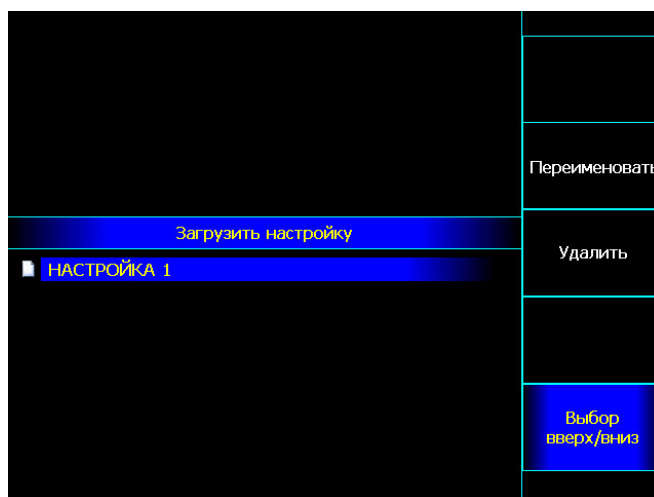 Переименовать
Загрузить настройку
Удалить
НАСТРОЙКА 1
Выбор
вверх/вниз